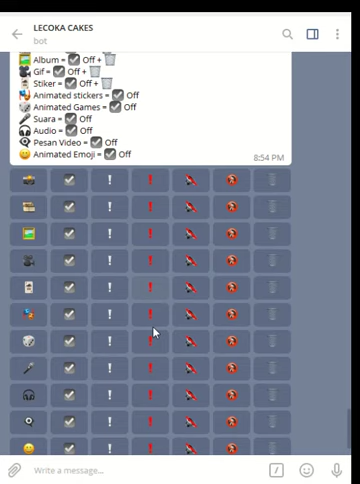 LECOKA CAKES
bot
Album = ☑ Off + 🗑
Gif = ☑ Off + 🗑
Stiker = ☑ Off + 🗑
Animated stickers = ☑ Off
Animated Games = ☑ Off
Suara = ☑ Off
Audio = ☑ Off
Pesan Video = ☑ Off
Animated Emoji = ☑ Off
8:54 PM
Write a message...